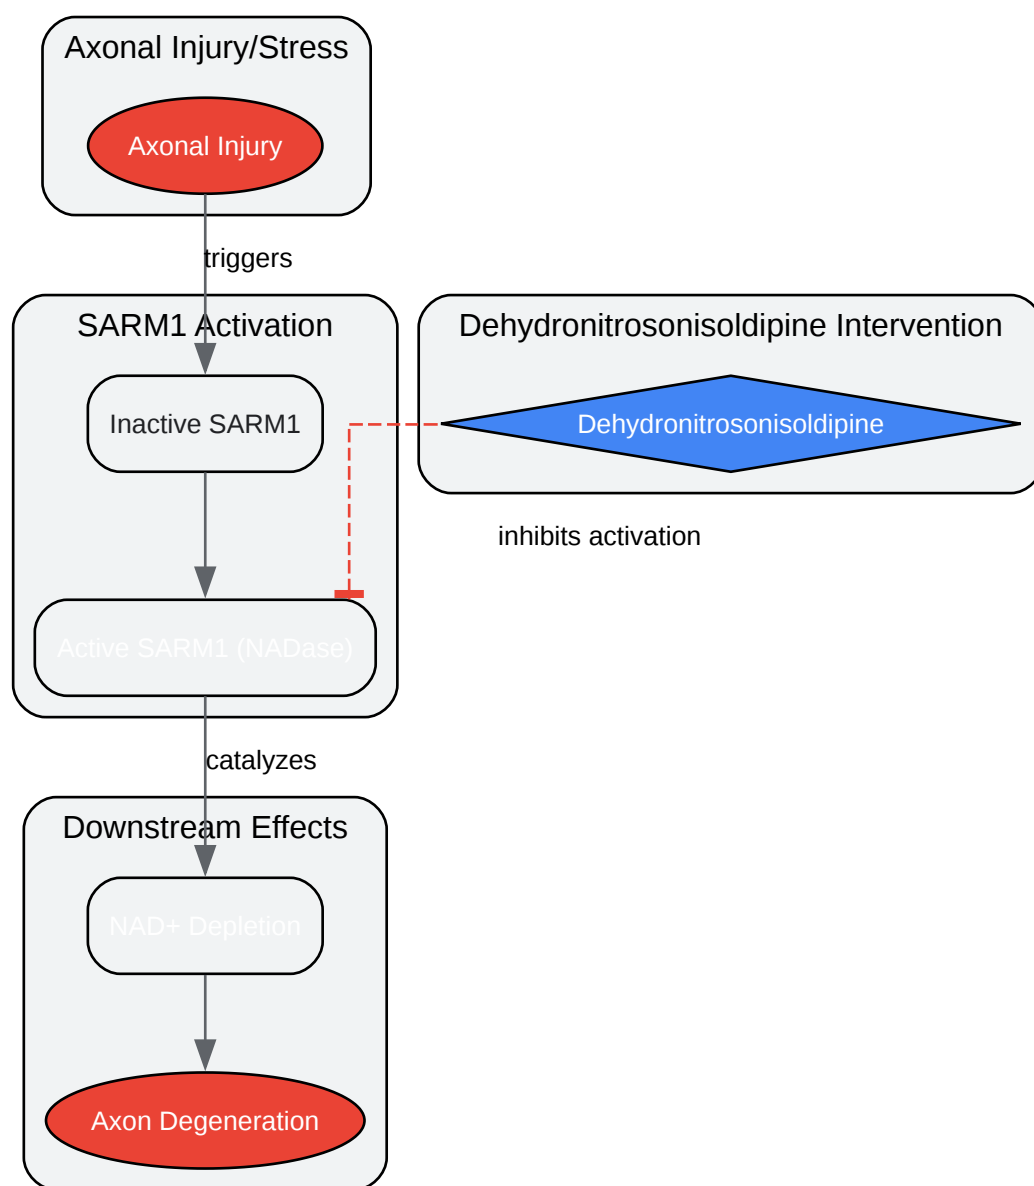 Axonal Injury/Stress
Axonal Injury
triggers
SARM1 Activation
Inactive SARM1
Dehydronitrosonisoldipine Intervention
Dehydronitrosonisoldipine
inhibits activation
Active SARM1 (NADase)
catalyzes
Downstream Effects
NAD+ Depletion
Axon Degeneration